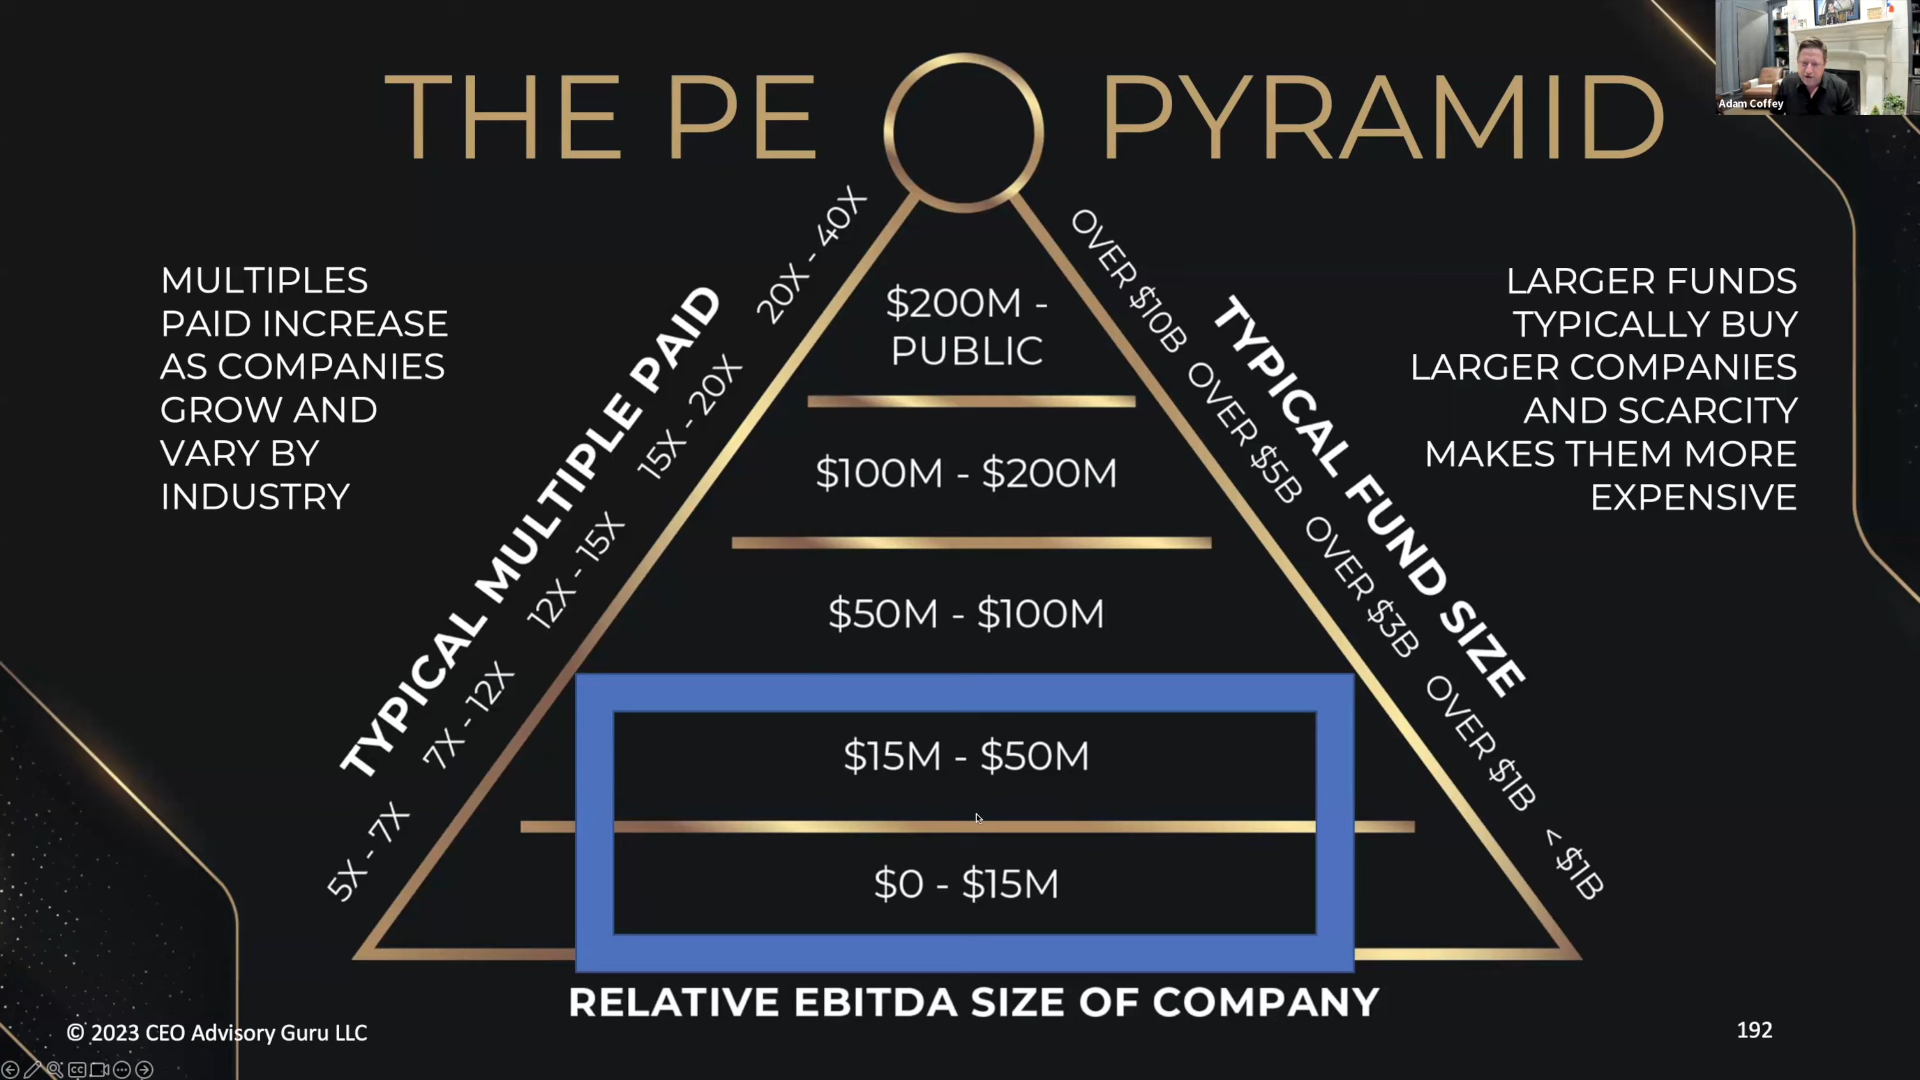 THE PE PYRAMID
Adam Coffey
MULTIPLES
PAID INCREASE
AS COMPANIES
GROW AND
VARY BY
INDUSTRY
TYPICAL MULTIPLE PAID
20X - 40X
15X - 20X
12X - 15X
7X - 12X
5X - 7X
$200M -
PUBLIC
$100M - $200M
$50M - $100M
$15M - $50M
$0 - $15M
OVER $10B
OVER $5B
OVER $3B
OVER $1B
< $1B
TYPICAL FUND SIZE
LARGER FUNDS
TYPICALLY BUY
LARGER COMPANIES
AND SCARCITY
MAKES THEM MORE
EXPENSIVE
RELATIVE EBITDA SIZE OF COMPANY
© 2023 CEO Advisory Guru LLC
192
CC